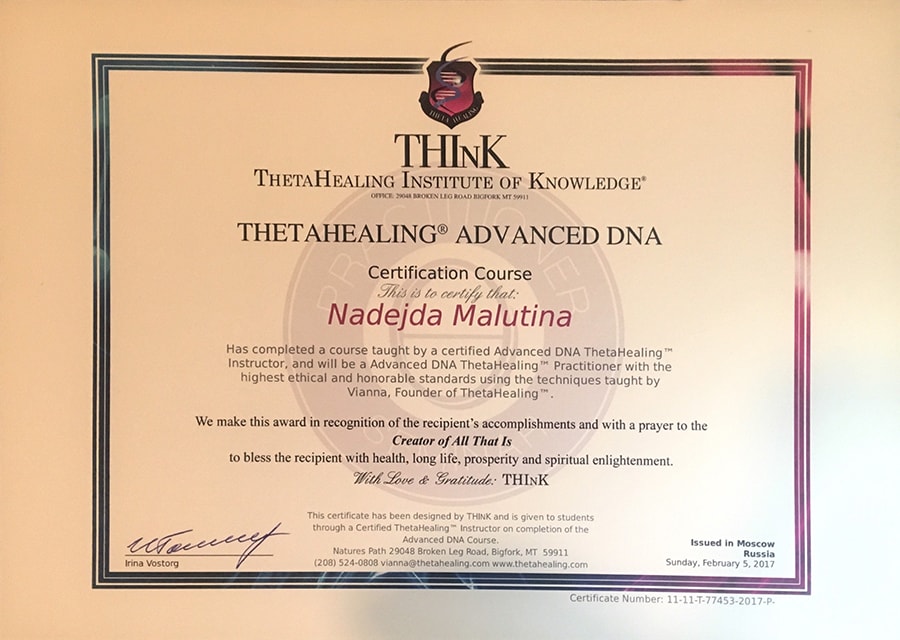 THETAHEALING
THInK
THETAHEALING INSTITUTE OF KNOWLEDGE®
OFFICE: 29048 BROKEN LEG ROAD BIGFORK MT 59911
THETAHEALING® ADVANCED DNA
Certification Course
This is to certify that:
Nadejda Malutina
Has completed a course taught by a certified Advanced DNA ThetaHealing™
Instructor, and will be a Advanced DNA ThetaHealing™ Practitioner with the
highest ethical and honorable standards using the techniques taught by
Vianna, Founder of ThetaHealing™.
We make this award in recognition of the recipient's accomplishments and with a prayer to the
Creator of All That Is
to bless the recipient with health, long life, prosperity and spiritual enlightenment.
With Love & Gratitude: THInK
This certificate has been designed by THINK and is given to students
through a Certified ThetaHealing™ Instructor on completion of the
Advanced DNA Course.
Natures Path 29048 Broken Leg Road, Bigfork, MT 59911
(208) 524-0808 vianna@thetahealing.com www.thetahealing.com
Irina Vostorg
Issued in Moscow
Russia
Sunday, February 5, 2017
Certificate Number: 11-11-T-77453-2017-P-
PRACTITIONER